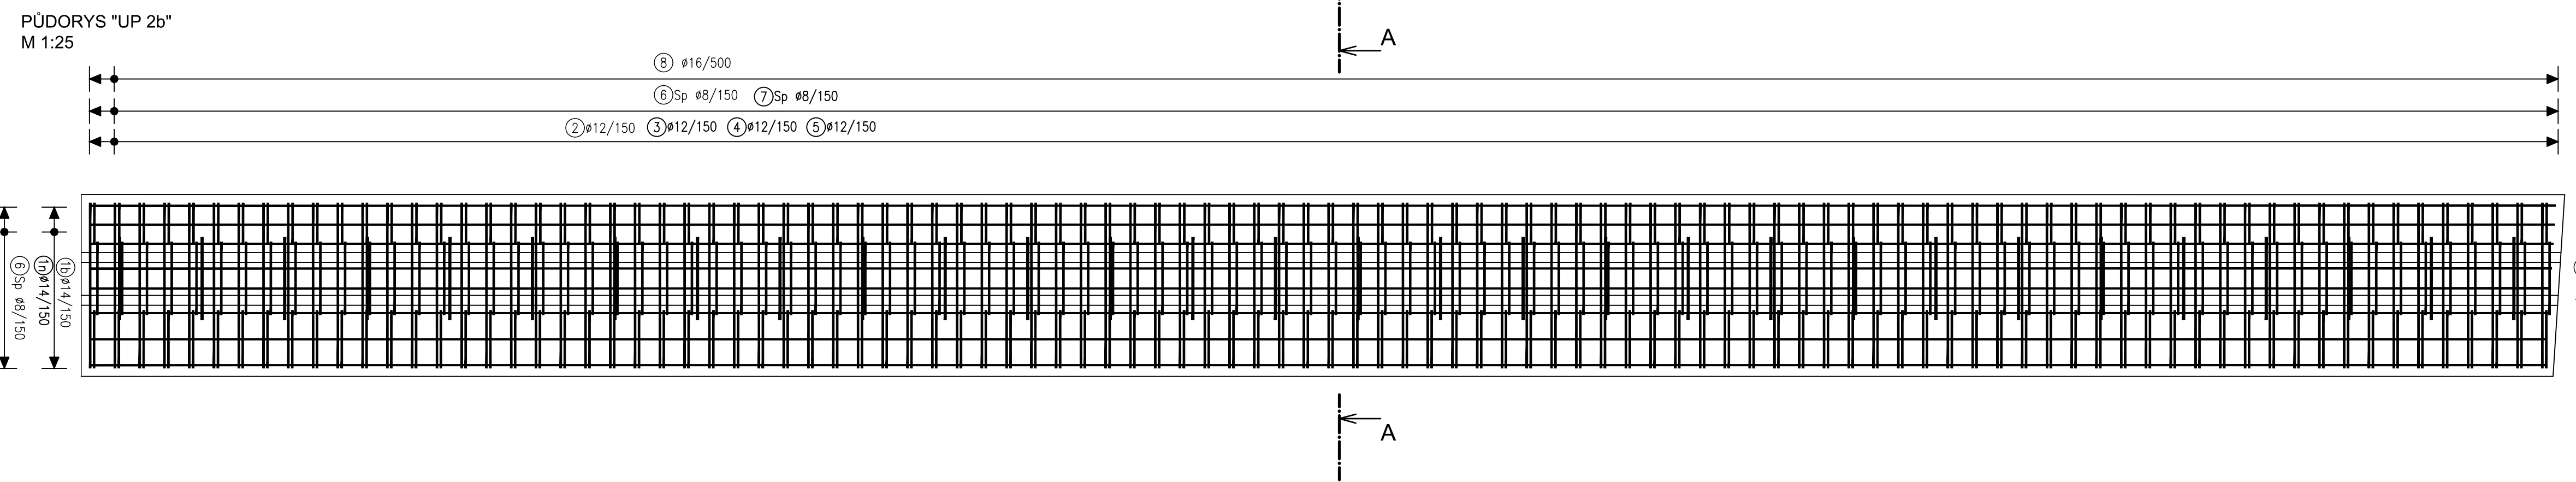 PŮDORYS "UP 2b"
M 1:25
A
8 ø16/500
6 Sp ø8/150 7 Sp ø8/150
2 ø12/150 3 ø12/150 4 ø12/150 5 ø12/150
6 Sp ø8/150
1n ø14/150
1b ø14/150
A